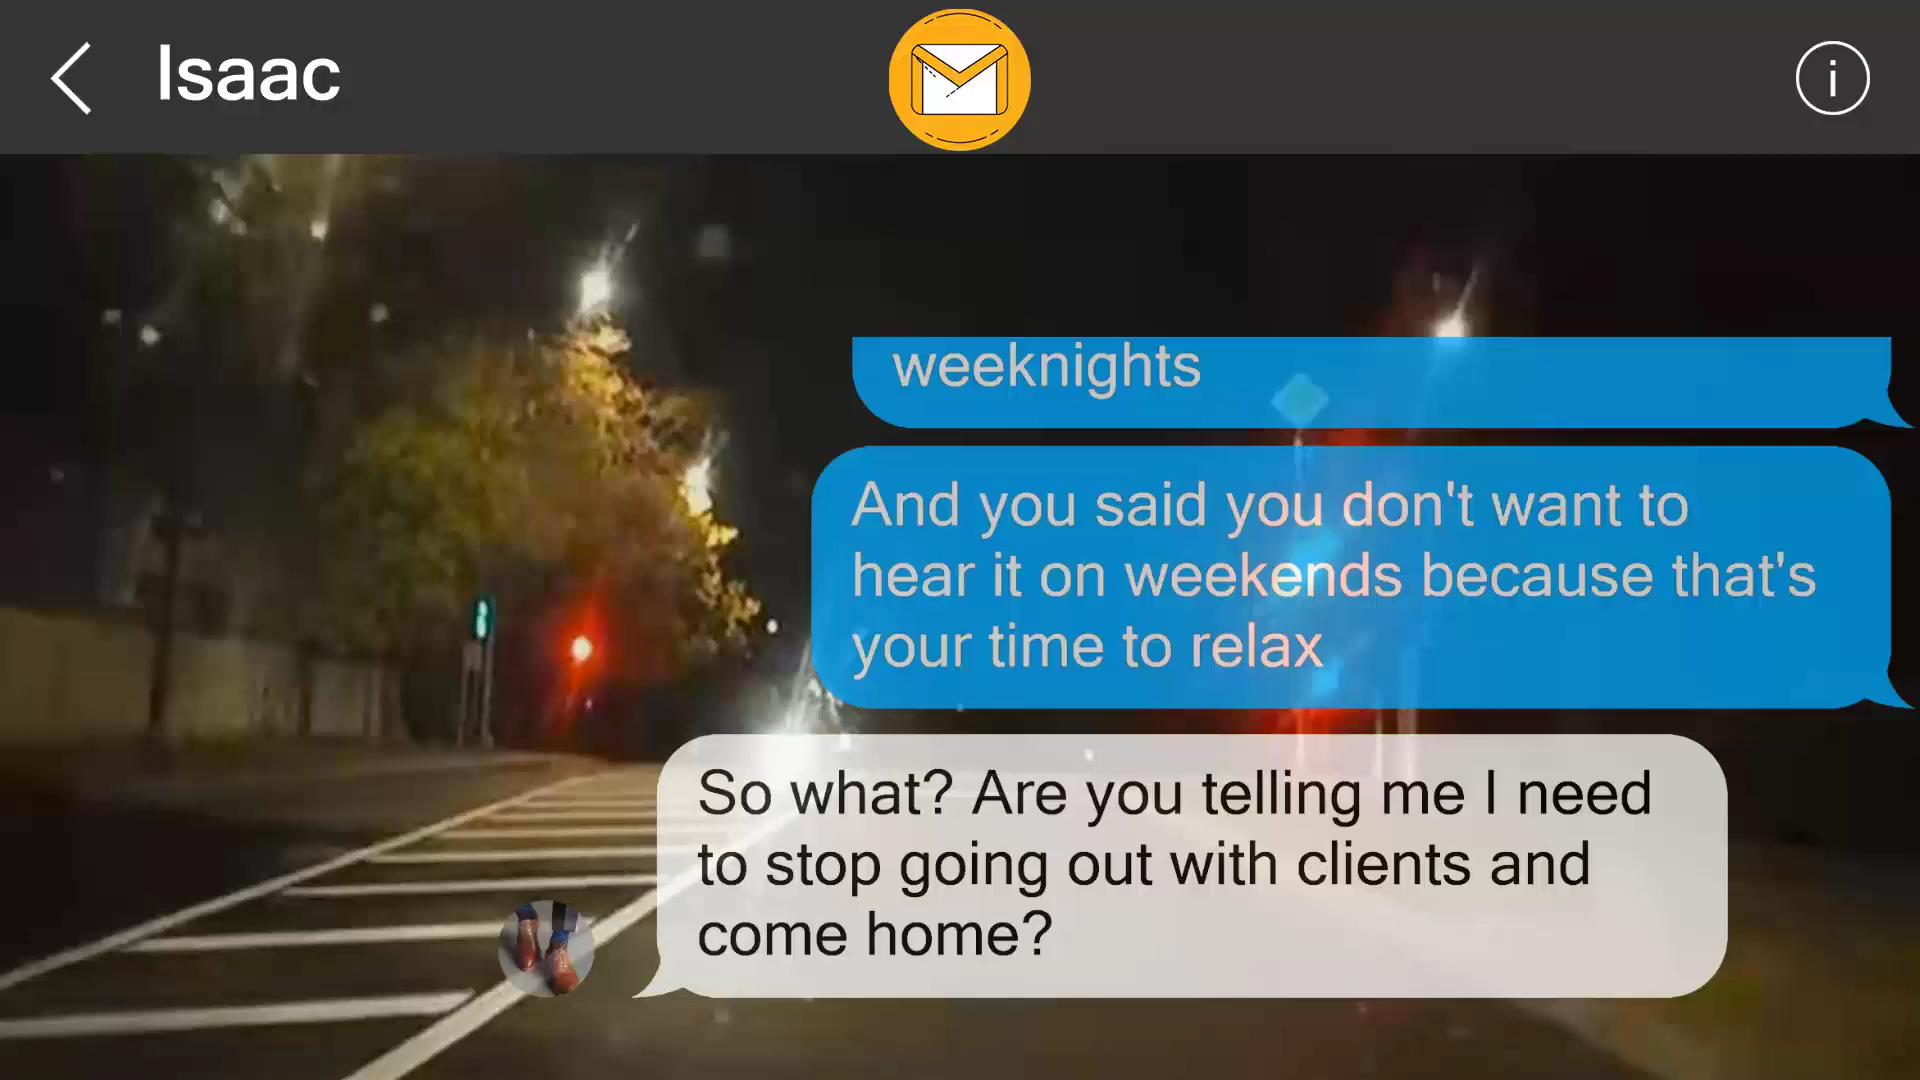 Isaac
i
weeknights
And you said you don't want to
hear it on weekends because that's
your time to relax
So what? Are you telling me I need
to stop going out with clients and
come home?